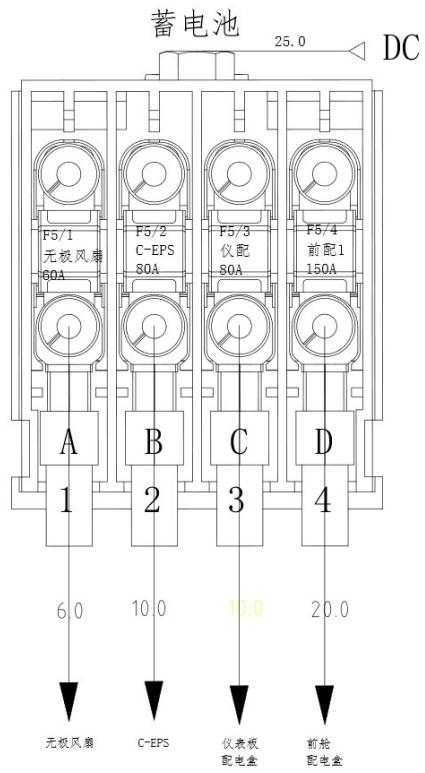 蓄电池
25.0
DC
F5/1
无极风扇
60A
F5/2
C-EPS
80A
F5/3
仪配
80A
F5/4
前配1
150A
A
B
C
D
1
2
3
4
6.0
10.0
10.0
20.0
无极风扇
C-EPS
仪表板
配电盒
前舱
配电盒